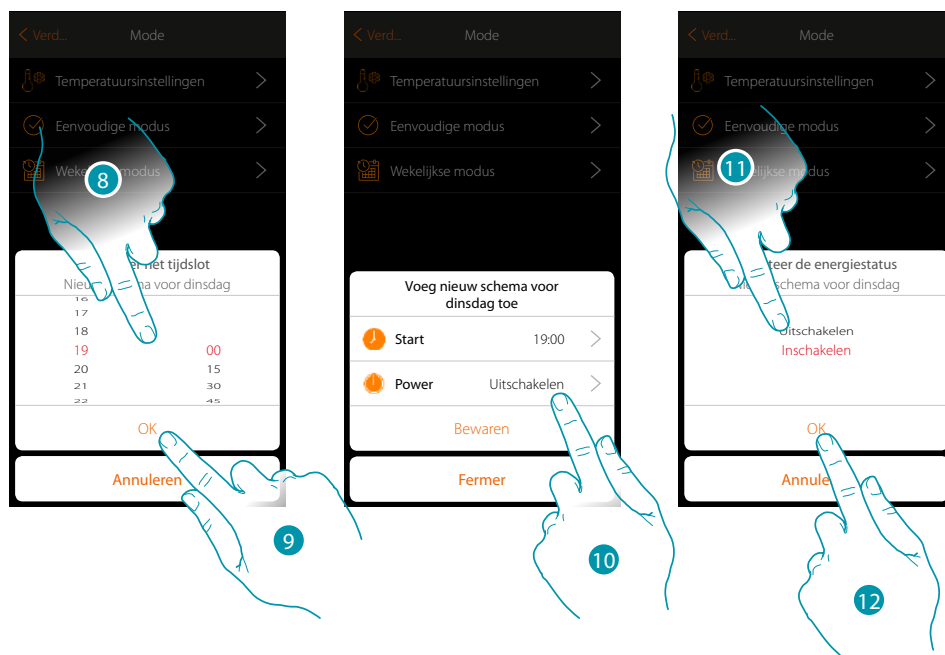 Verd... Mode
Temperatuursinstellingen
Eenvoudige modus
modus
8
het tijdslot
voor dinsdag
16
17
18
19 00
20 15
21 30
22 45
OK
Annuleren
9
Verd... Mode
Temperatuursinstellingen
Eenvoudige modus
Wekelijkse modus
Voeg nieuw schema voor
dinsdag toe
Start 19:00
Power Uitschakelen
Bewaren
Fermer
10
Verd... Mode
Temperatuursinstellingen
Eenvoudige modus
modus
11
de energiestatus
schema voor dinsdag
Uitschakelen
Inschakelen
OK
12